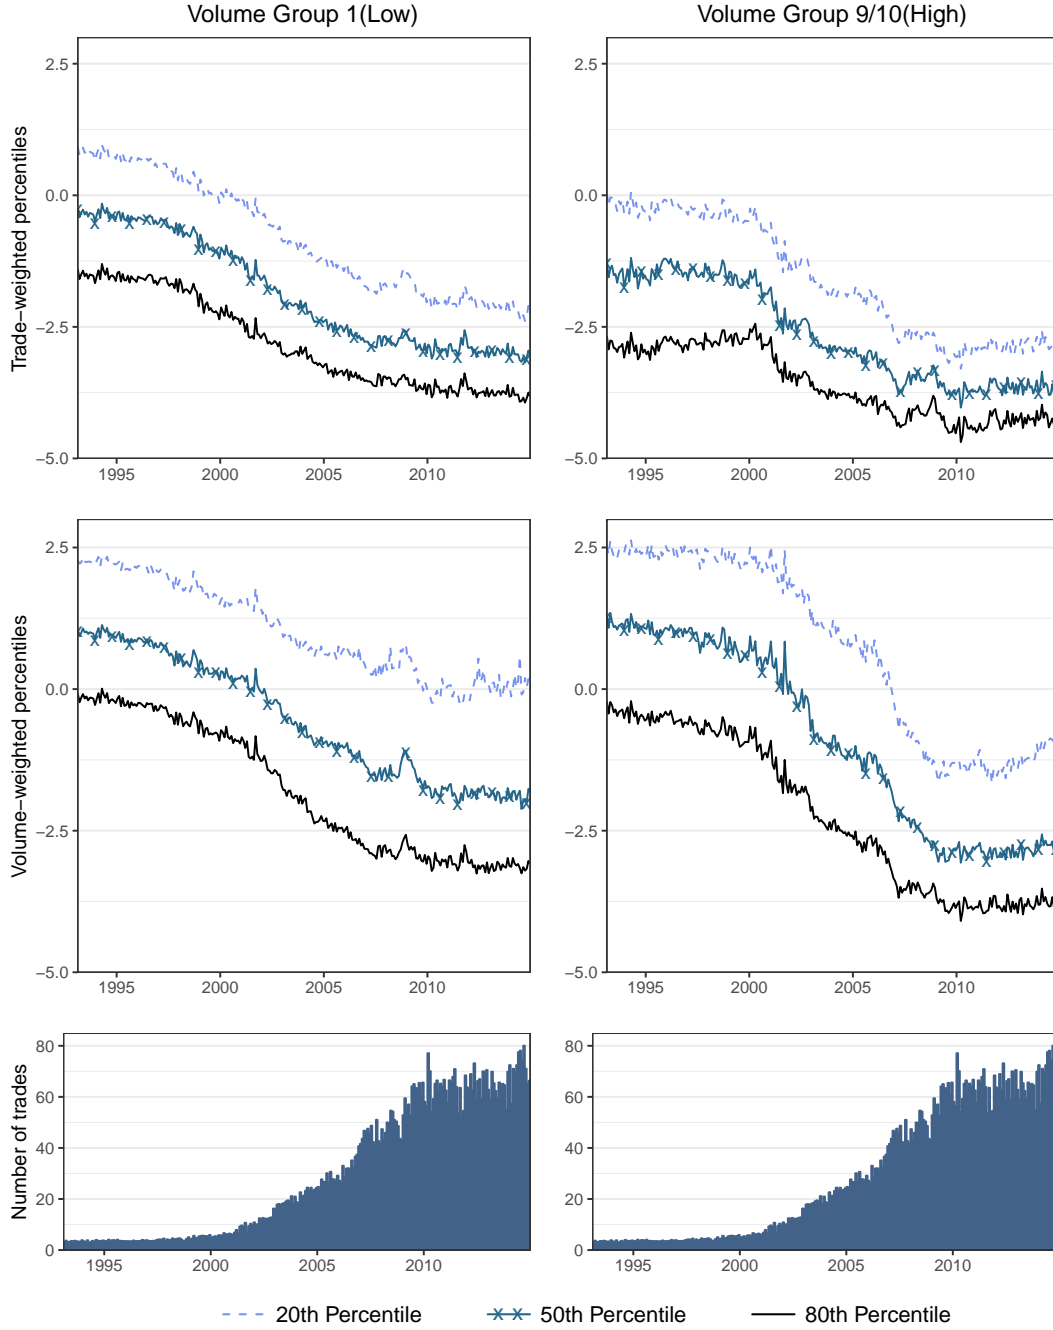 Volume Group 1(Low)
Volume Group 9/10(High)
Trade−weighted percentiles
2.5
0.0
−2.5
−5.0
1995 2000 2005 2010
2.5
0.0
−2.5
−5.0
1995 2000 2005 2010
Volume−weighted percentiles
2.5
0.0
−2.5
−5.0
1995 2000 2005 2010
2.5
0.0
−2.5
−5.0
1995 2000 2005 2010
Number of trades
80
60
40
20
0
1995 2000 2005 2010
80
60
40
20
0
1995 2000 2005 2010
20th Percentile 50th Percentile 80th Percentile